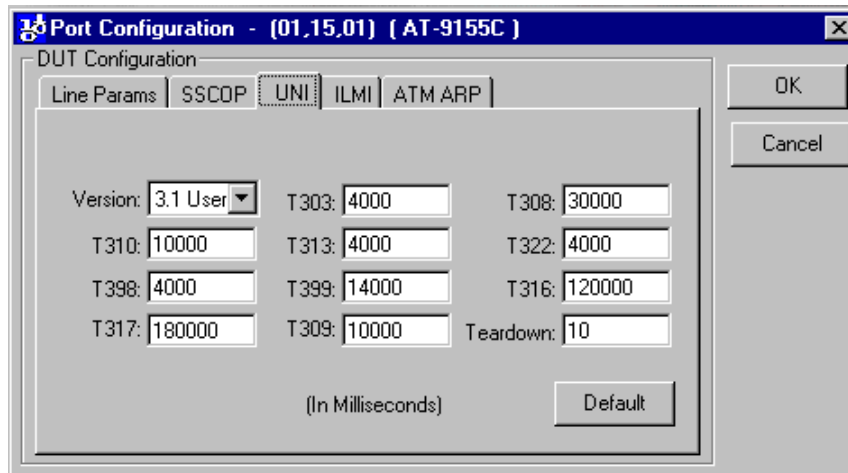 Port Configuration - (01,15,01) ( AT-9155C )
DUT Configuration
Line Params SSCOP UNI ILMI ATM ARP
OK
Cancel
Version: 3.1 User T303: 4000 T308: 30000
T310: 10000 T313: 4000 T322: 4000
T398: 4000 T399: 14000 T316: 120000
T317: 180000 T309: 10000 Teardown: 10
(In Milliseconds) Default